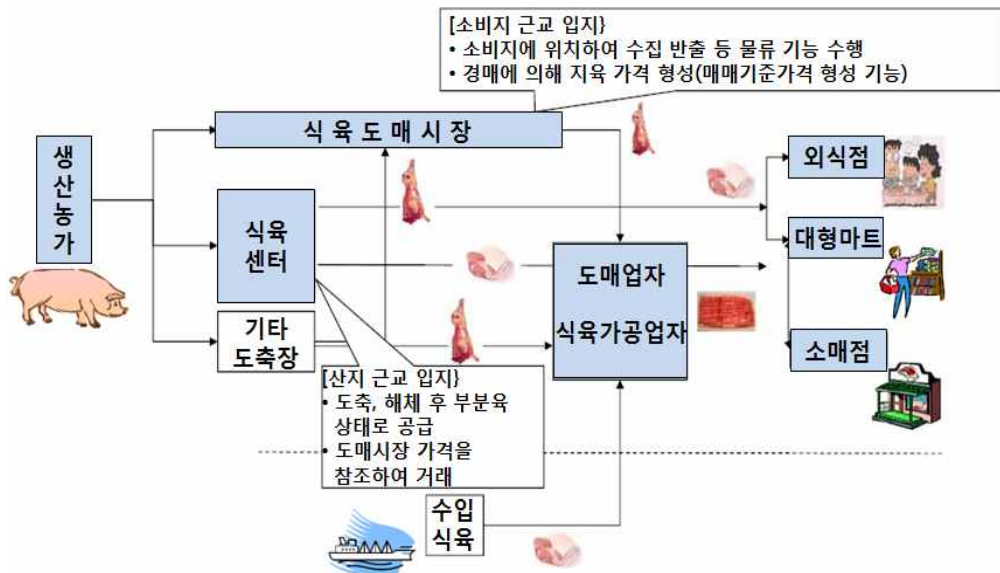 [소비지 근교 입지}
• 소비지에 위치하여 수집 반출 등 물류 기능 수행
• 경매에 의해 지육 가격 형성(매매기준가격 형성 기능)
식 육 도 매 시 장
생
산
농
가
외식점
식육
센터
대형마트
도매업자
식육가공업자
기타
도축장
소매점
[산지 근교 입지}
• 도축, 해체 후 부분육
상태로 공급
• 도매시장 가격을
참조하여 거래
수입
식육